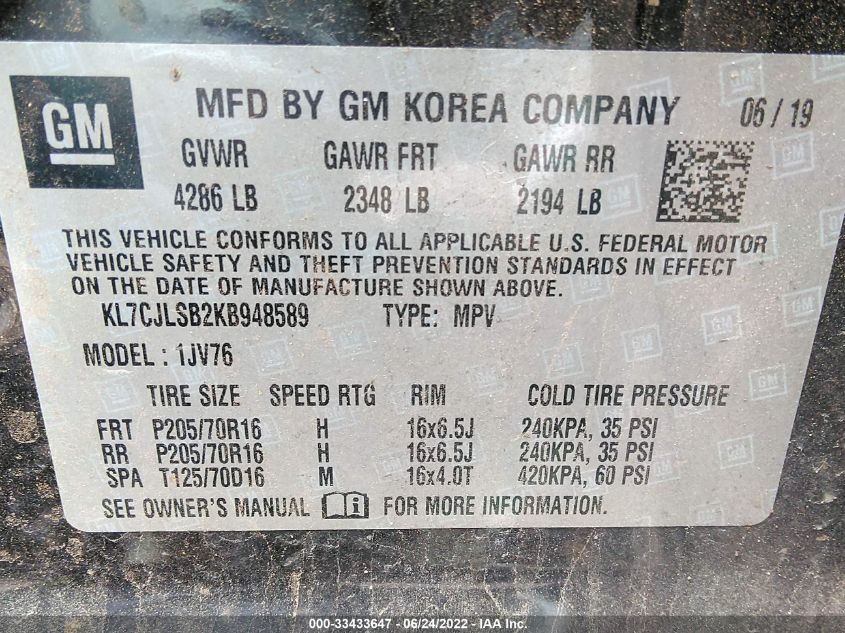 GM MFD BY GM KOREA COMPANY 06 / 19
GVWR GAWR FRT GAWR RR
4286 LB 2348 LB 2194 LB
THIS VEHICLE CONFORMS TO ALL APPLICABLE U.S. FEDERAL MOTOR
VEHICLE SAFETY AND THEFT PREVENTION STANDARDS IN EFFECT
ON THE DATE OF MANUFACTURE SHOWN ABOVE.
KL7CJLSB2KB948589 TYPE: MPV
MODEL : 1JV76
TIRE SIZE SPEED RTG RIM COLD TIRE PRESSURE
FRT P205/70R16 H 16x6.5J 240KPA, 35 PSI
RR P205/70R16 H 16x6.5J 240KPA, 35 PSI
SPA T125/70D16 M 16x4.0T 420KPA, 60 PSI
SEE OWNER'S MANUAL FOR MORE INFORMATION.
000-33433647 - 06/24/2022 - IAA Inc.